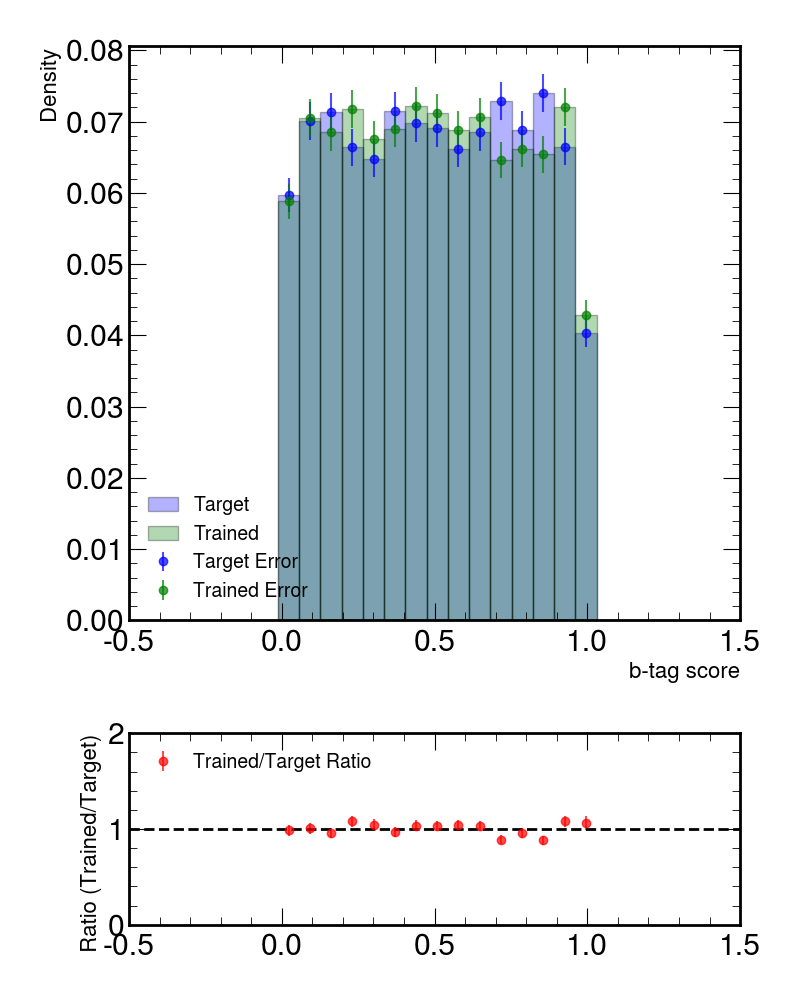 Density
0.08
0.07
0.06
0.05
0.04
0.03
0.02
0.01
0.00
Target
Trained
Target Error
Trained Error
-0.5
0.0
0.5
1.0
1.5
b-tag score
Ratio (Trained/Target)
2
1
0
Trained/Target Ratio
-0.5
0.0
0.5
1.0
1.5